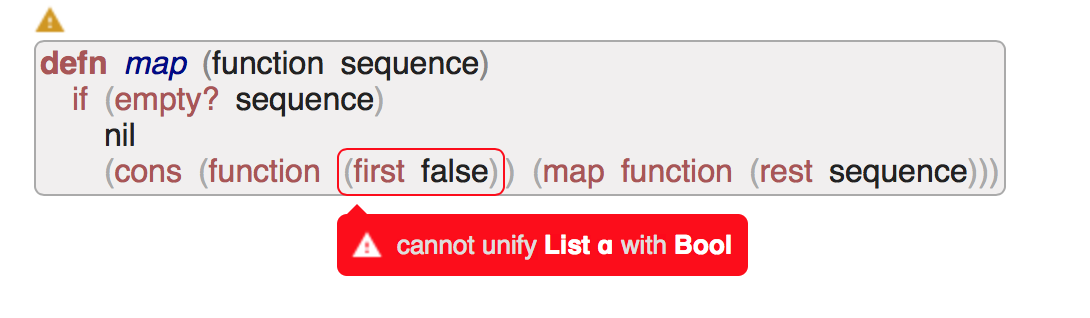 defn map (function sequence)
if (empty? sequence)
nil
(cons (function (first false)) (map function (rest sequence)))
cannot unify List α with Bool